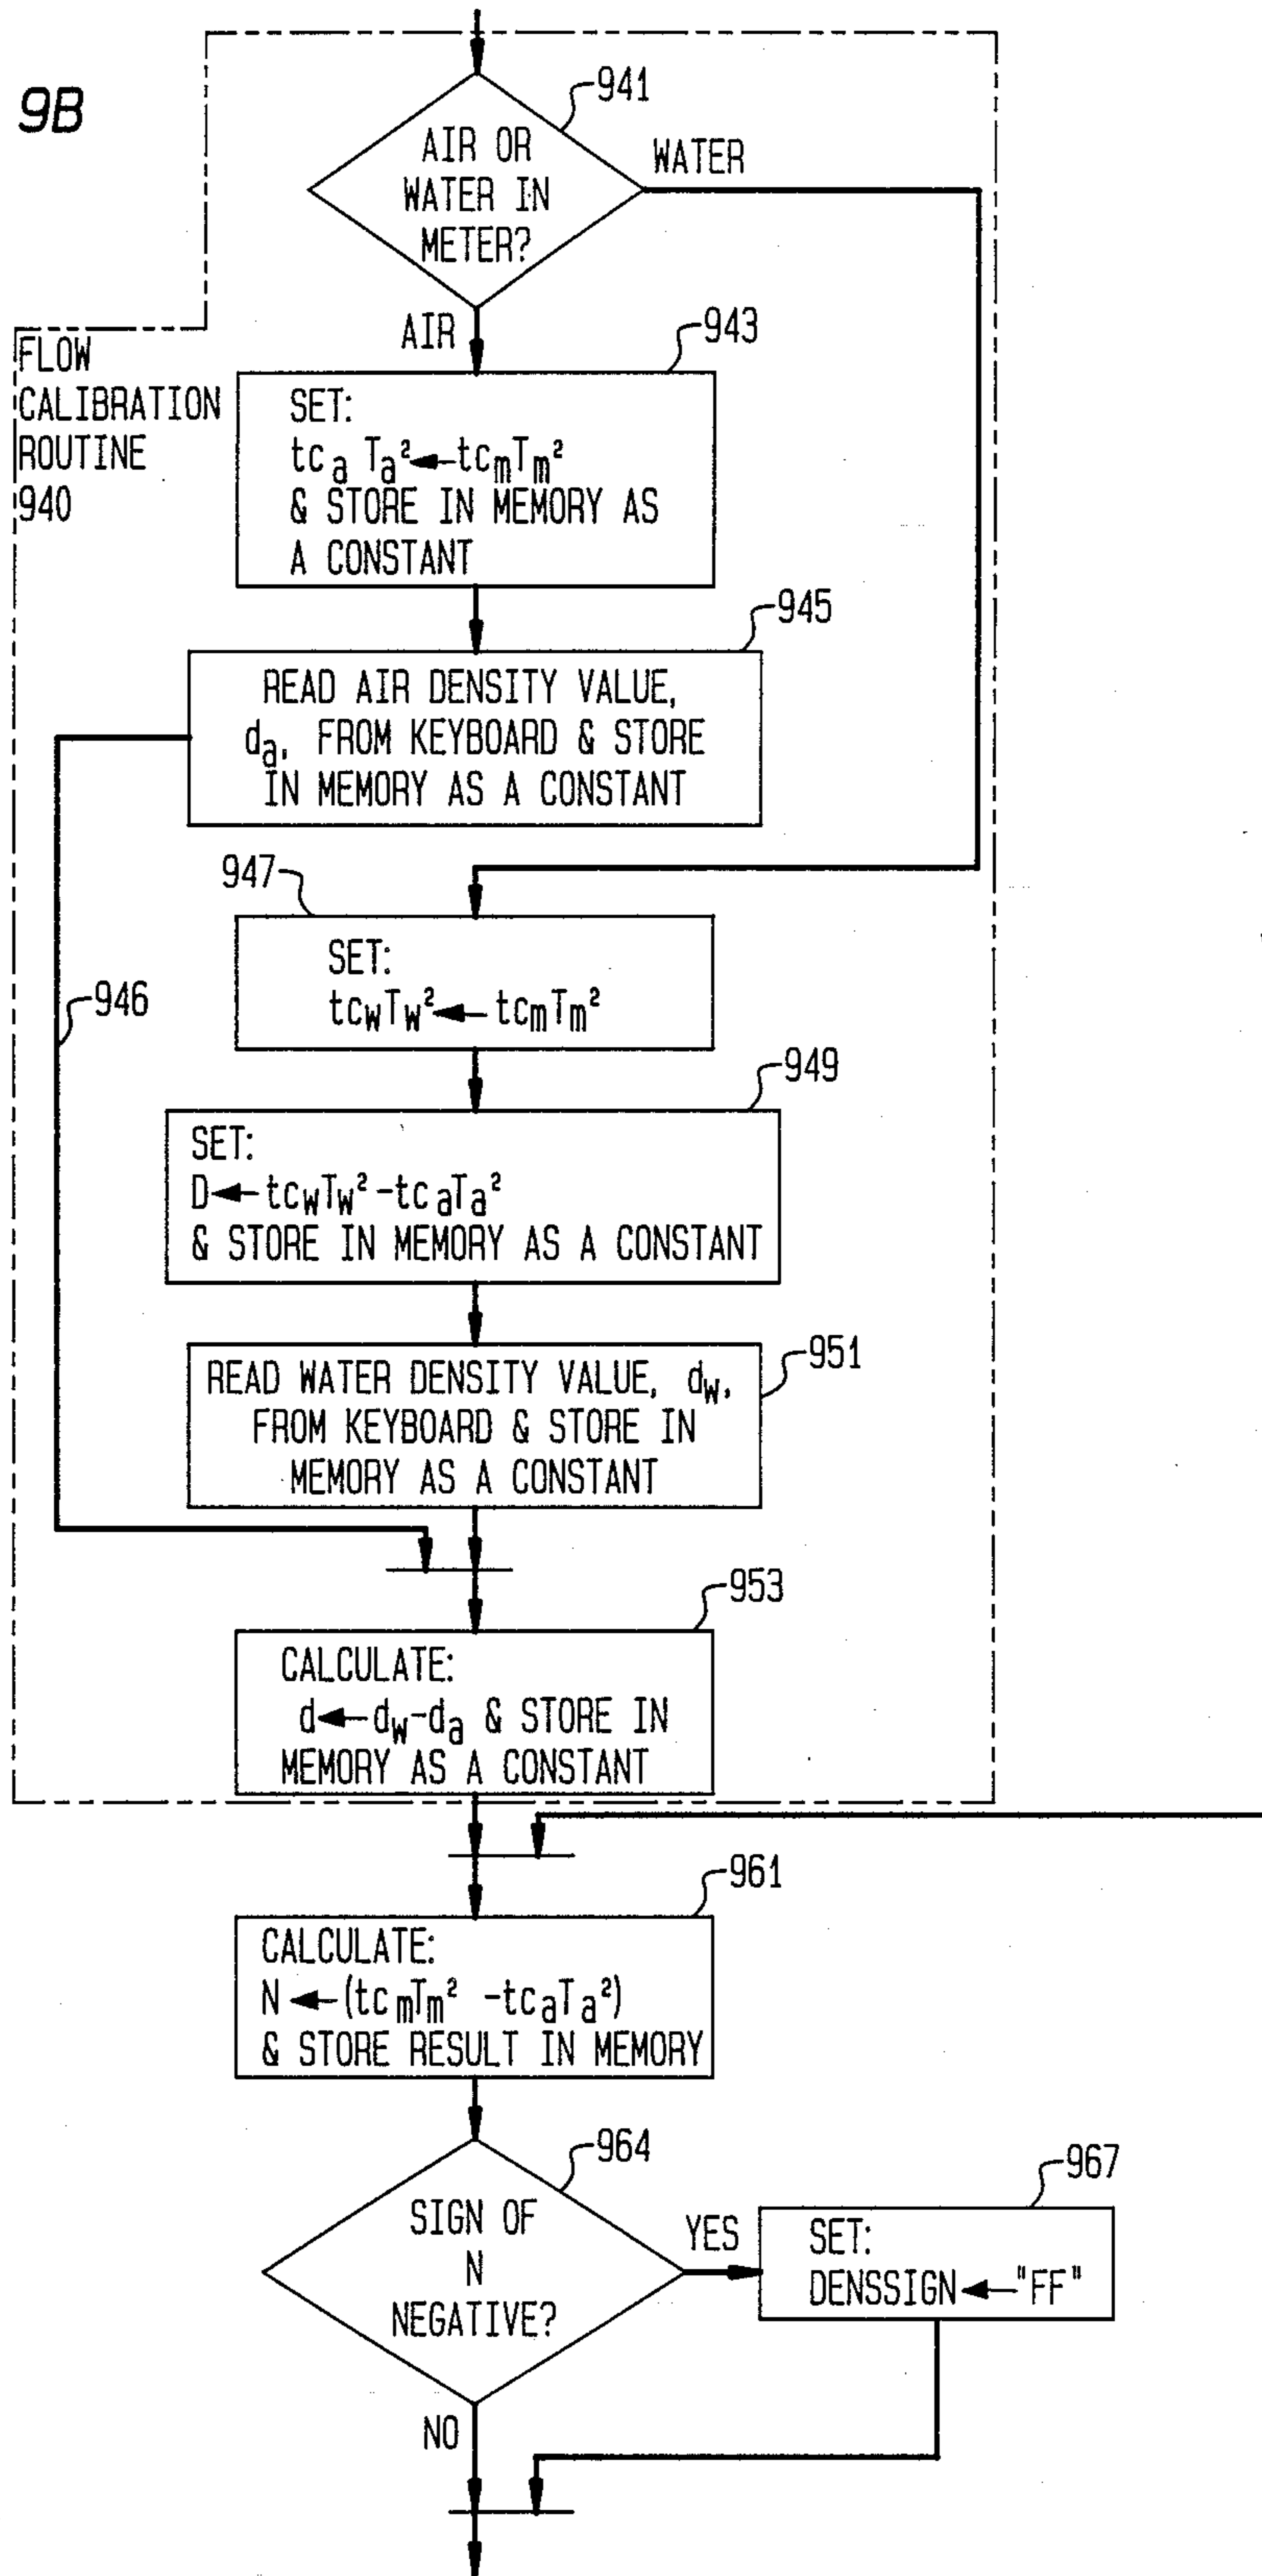 9B
941
AIR OR
WATER IN
METER?
WATER
AIR
FLOW
CALIBRATION
ROUTINE
940
943
SET:
tcₐ Tₐ²←tcₘTₘ²
& STORE IN MEMORY AS
A CONSTANT
945
READ AIR DENSITY VALUE,
dₐ, FROM KEYBOARD & STORE
IN MEMORY AS A CONSTANT
946
947
SET:
tc_wT_w²← tcₘTₘ²
949
SET:
D←tc_wT_w²-tcₐTₐ²
& STORE IN MEMORY AS A CONSTANT
951
READ WATER DENSITY VALUE, d_w,
FROM KEYBOARD & STORE IN
MEMORY AS A CONSTANT
953
CALCULATE:
d←d_w-dₐ & STORE IN
MEMORY AS A CONSTANT
961
CALCULATE:
N←(tcₘTₘ² -tcₐTₐ²)
& STORE RESULT IN MEMORY
964
SIGN OF
N
NEGATIVE?
YES
NO
967
SET:
DENSSIGN←"FF"